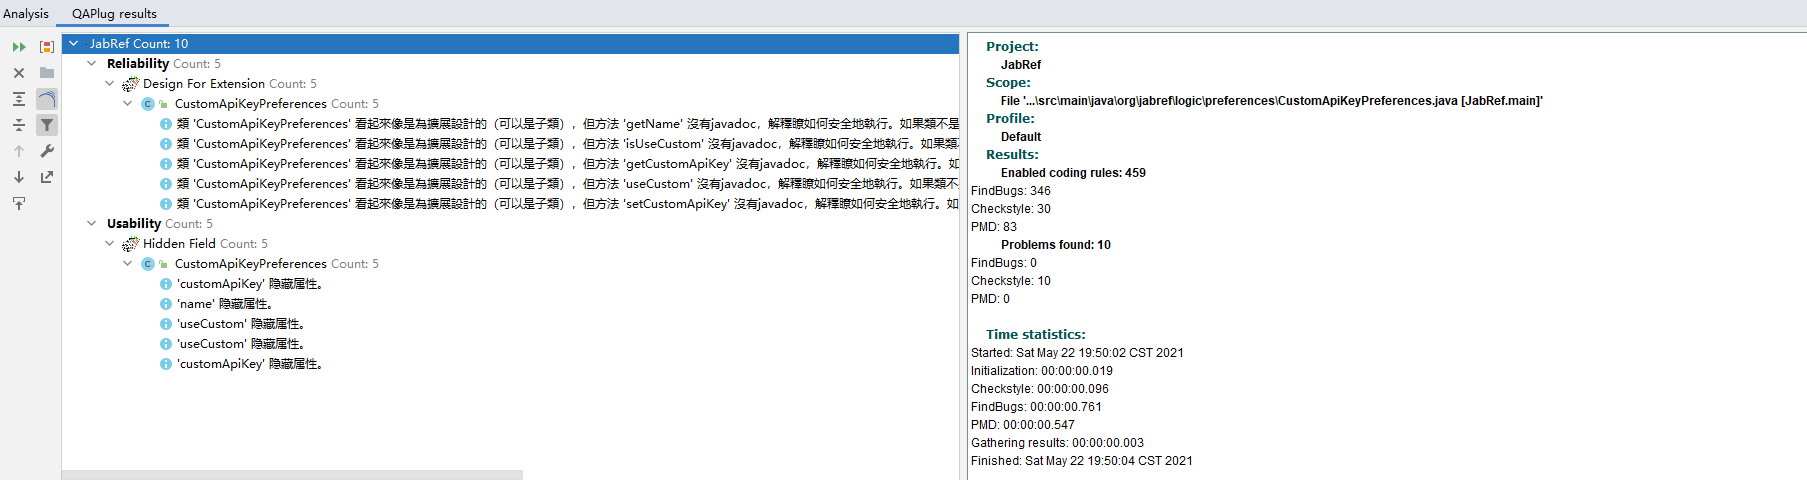 Analysis QAPlug results
JabRef Count: 10
Reliability Count: 5
Design For Extension Count: 5
CustomApiKeyPreferences Count: 5
類 'CustomApiKeyPreferences' 看起來像是為擴展設計的（可以是子類），但方法 'getName' 沒有javadoc，解釋瞭如何安全地執行。如果類不是
類 'CustomApiKeyPreferences' 看起來像是為擴展設計的（可以是子類），但方法 'isUseCustom' 沒有javadoc，解釋瞭如何安全地執行。如果類
類 'CustomApiKeyPreferences' 看起來像是為擴展設計的（可以是子類），但方法 'getCustomApiKey' 沒有javadoc，解釋瞭如何安全地執行。如
類 'CustomApiKeyPreferences' 看起來像是為擴展設計的（可以是子類），但方法 'useCustom' 沒有javadoc，解釋瞭如何安全地執行。如果類不
類 'CustomApiKeyPreferences' 看起來像是為擴展設計的（可以是子類），但方法 'setCustomApiKey' 沒有javadoc，解釋瞭如何安全地執行。如
Usability Count: 5
Hidden Field Count: 5
CustomApiKeyPreferences Count: 5
'customApiKey' 隐藏属性。
'name' 隐藏属性。
'useCustom' 隐藏属性。
'useCustom' 隐藏属性。
'customApiKey' 隐藏属性。
Project:
JabRef
Scope:
File '...\src\main\java\org\jabref\logic\preferences\CustomApiKeyPreferences.java [JabRef.main]'
Profile:
Default
Results:
Enabled coding rules: 459
FindBugs: 346
Checkstyle: 30
PMD: 83
Problems found: 10
FindBugs: 0
Checkstyle: 10
PMD: 0
Time statistics:
Started: Sat May 22 19:50:02 CST 2021
Initialization: 00:00:00.019
Checkstyle: 00:00:00.096
FindBugs: 00:00:00.761
PMD: 00:00:00.547
Gathering results: 00:00:00.003
Finished: Sat May 22 19:50:04 CST 2021